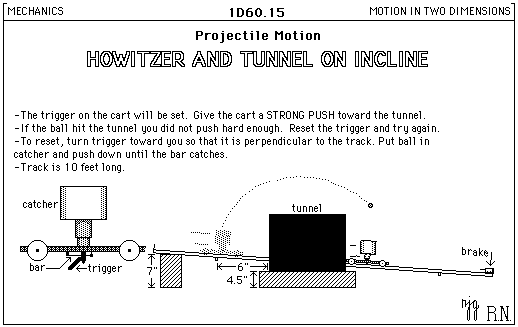 MECHANICS
1D60.15
MOTION IN TWO DIMENSIONS
Projectile Motion
HOWITZER AND TUNNEL ON INCLINE
-The trigger on the cart will be set. Give the cart a STRONG PUSH toward the tunnel.
-If the ball hit the tunnel you did not push hard enough. Reset the trigger and try again.
-To reset, turn trigger toward you so that it is perpendicular to the track. Put ball in
catcher and push down until the bar catches.
-Track is 10 feet long.
catcher
tunnel
bar
trigger
7"
6"
4.5"
brake
R.N.